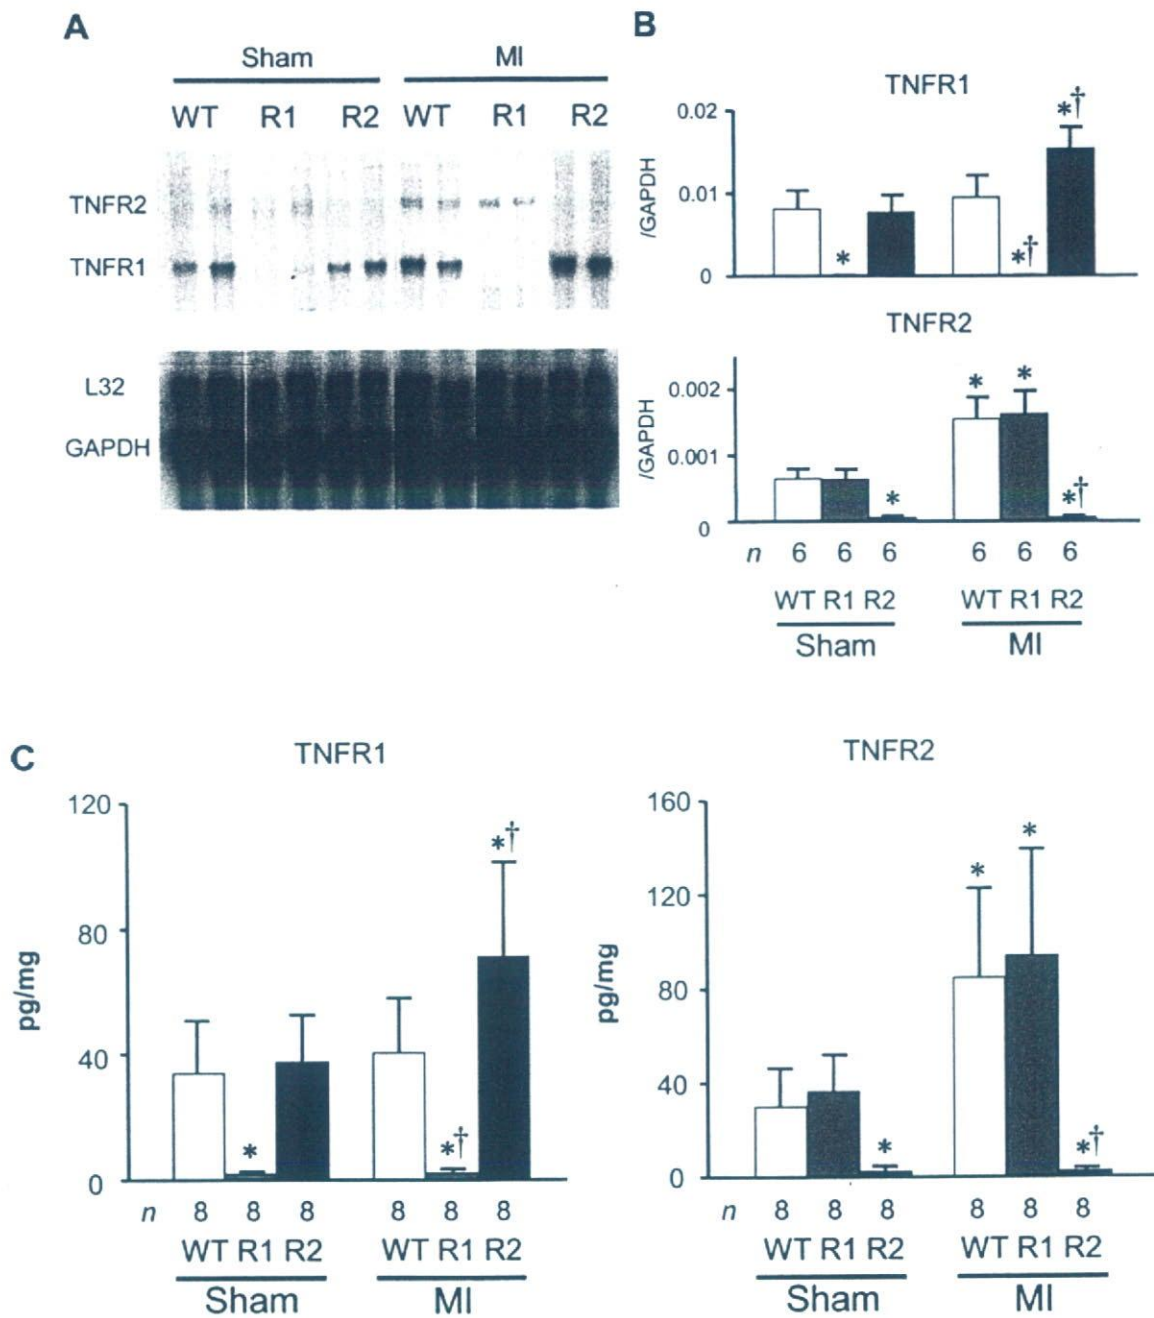 A
Sham MI
WT R1 R2 WT R1 R2
TNFR2
TNFR1
L32
GAPDH
B
TNFR1
0.02
*†
/GAPDH
0.01
* *†
0
TNFR2
0.002
* *
/GAPDH
0.001
* *†
0
n 6 6 6 6 6 6
WT R1 R2 WT R1 R2
Sham MI
C
TNFR1
120
*†
80
pg/mg
40
* *†
0
n 8 8 8 8 8 8
WT R1 R2 WT R1 R2
Sham MI
TNFR2
160
* *
120
80
pg/mg
40
* *†
0
n 8 8 8 8 8 8
WT R1 R2 WT R1 R2
Sham MI